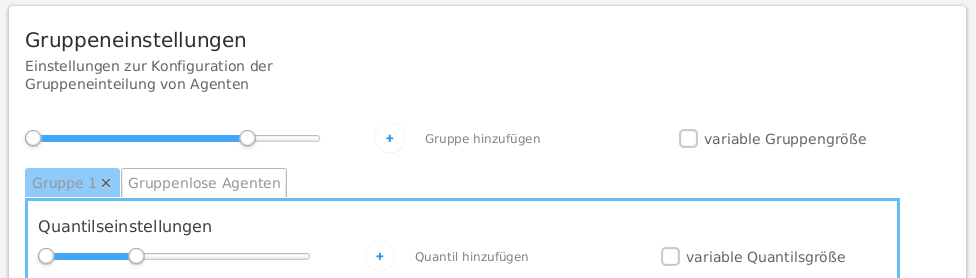 Gruppeneinstellungen
Einstellungen zur Konfiguration der
Gruppeneinteilung von Agenten
+ Gruppe hinzufügen variable Gruppengröße
Gruppe 1 × Gruppenlose Agenten
Quantilseinstellungen
+ Quantil hinzufügen variable Quantilsgröße